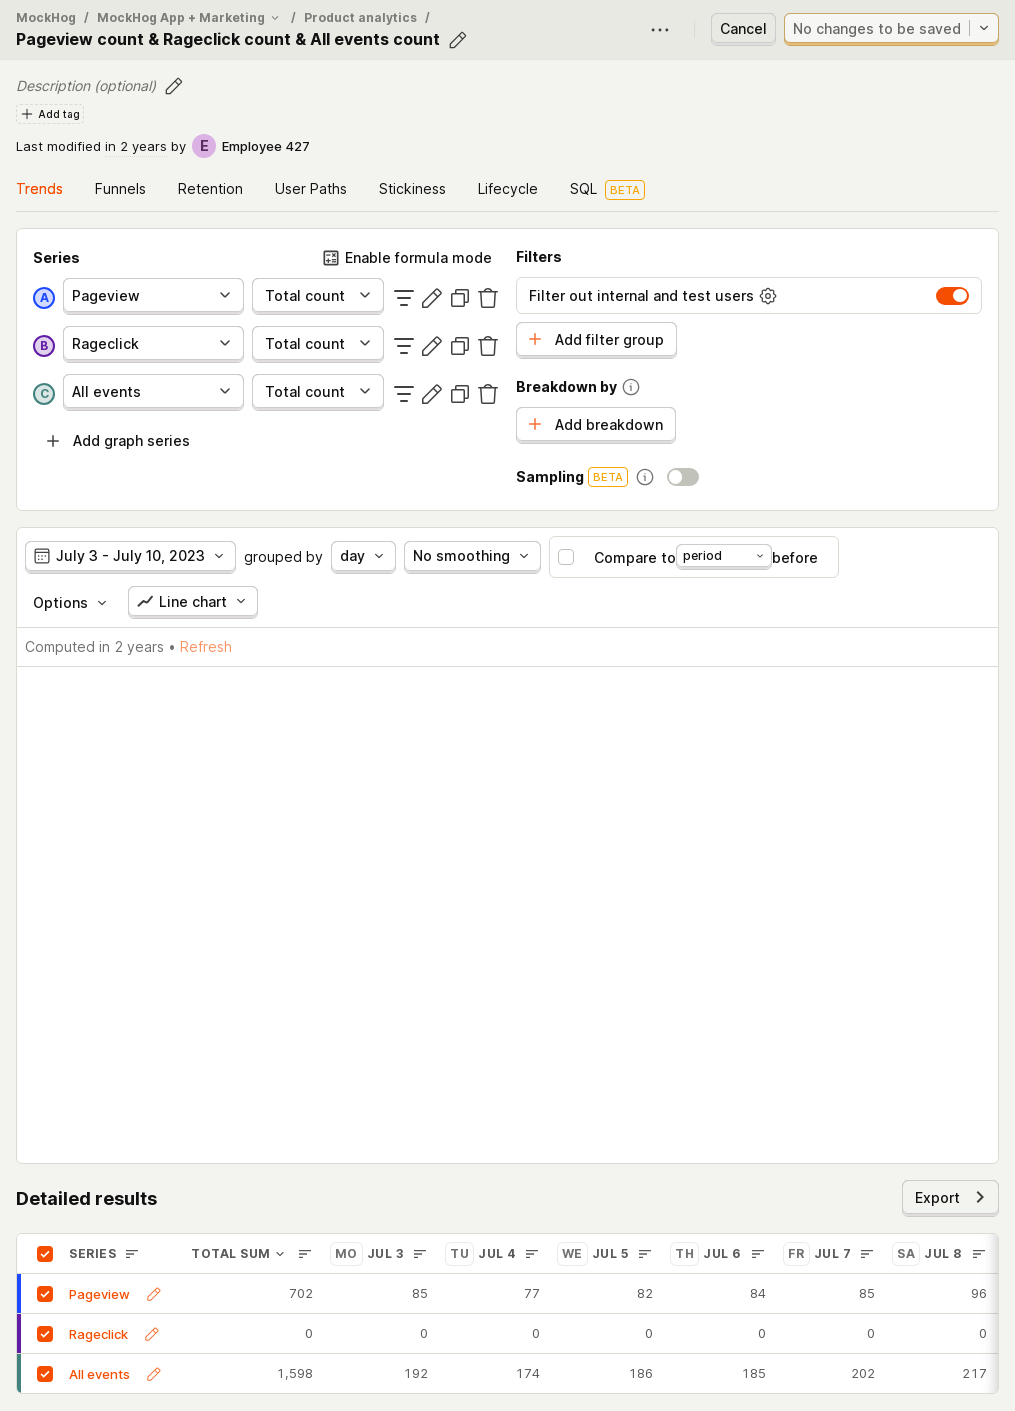 MockHog / MockHog App + Marketing / Product analytics /
Pageview count & Rageclick count & All events count
Cancel
No changes to be saved
Description (optional)
Add tag
Last modified in 2 years by E Employee 427
Trends Funnels Retention User Paths Stickiness Lifecycle SQL BETA
Series
Enable formula mode
A Pageview Total count
B Rageclick Total count
C All events Total count
Add graph series
Filters
Filter out internal and test users
Add filter group
Breakdown by
Add breakdown
Sampling BETA
July 3 - July 10, 2023 grouped by day No smoothing Compare to period before
Options Line chart
Computed in 2 years • Refresh
Detailed results
Export
SERIES TOTAL SUM MO JUL 3 TU JUL 4 WE JUL 5 TH JUL 6 FR JUL 7 SA JUL 8
Pageview 702 85 77 82 84 85 96
Rageclick 0 0 0 0 0 0 0
All events 1,598 192 174 186 185 202 217